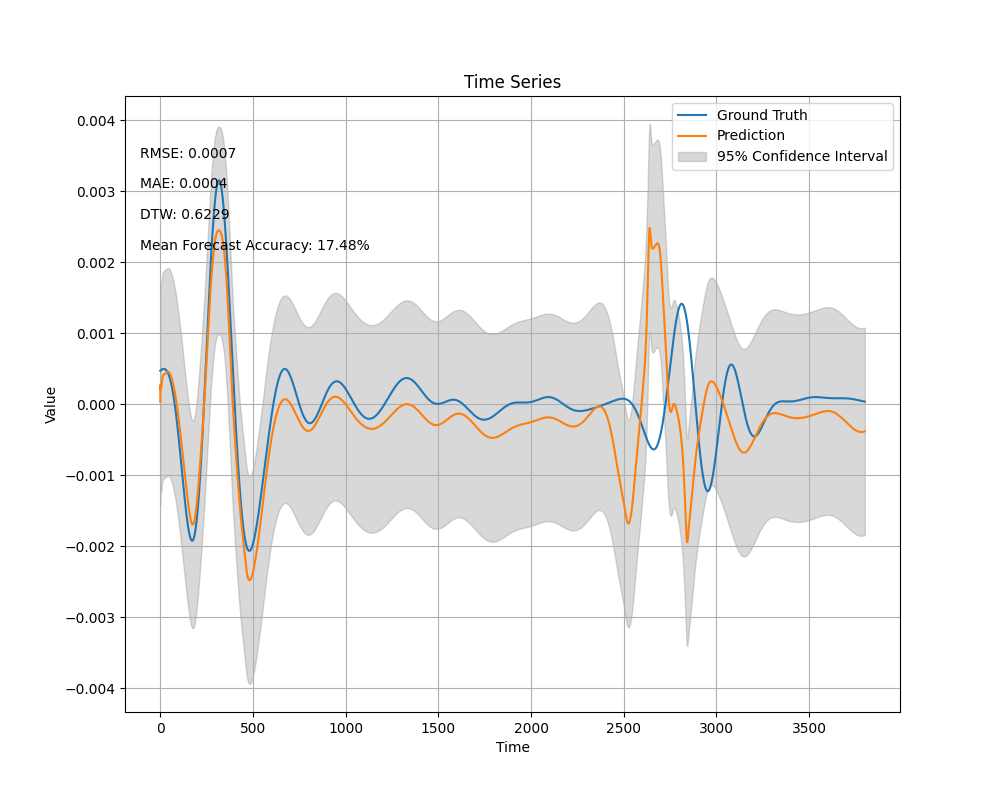 Time Series
Ground Truth
Prediction
95% Confidence Interval
RMSE: 0.0007
MAE: 0.0004
DTW: 0.6229
Mean Forecast Accuracy: 17.48%
Value
0.004
0.003
0.002
0.001
0.000
−0.001
−0.002
−0.003
−0.004
0 500 1000 1500 2000 2500 3000 3500
Time